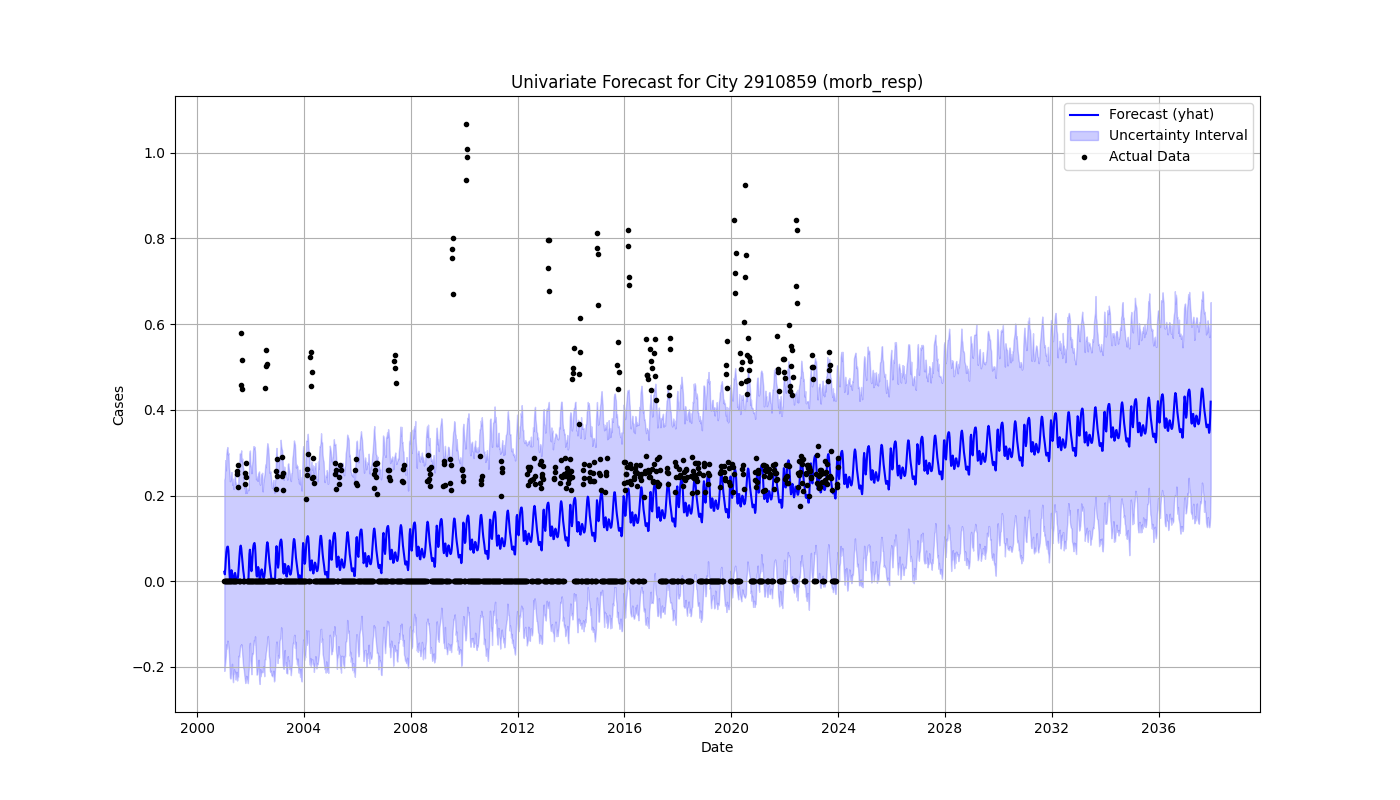 Univariate Forecast for City 2910859 (morb_resp)
Forecast (yhat)
Uncertainty Interval
Actual Data
1.0
0.8
0.6
0.4
0.2
0.0
−0.2
Cases
2000 2004 2008 2012 2016 2020 2024 2028 2032 2036
Date